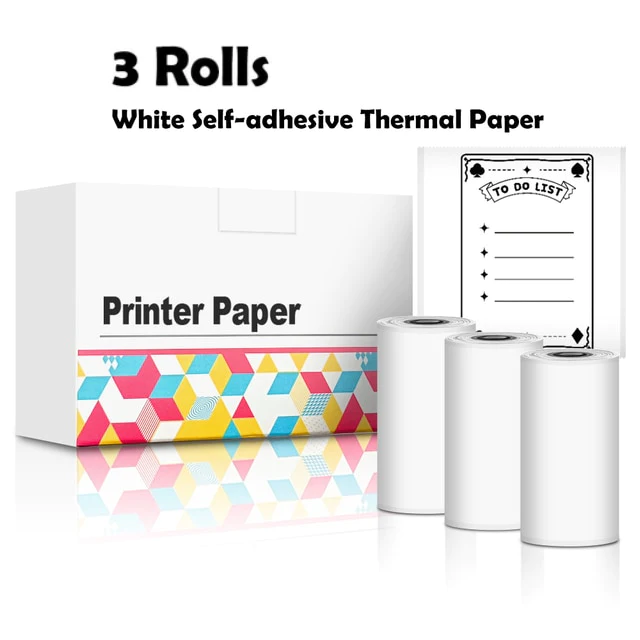 3 Rolls
White Self-adhesive Thermal Paper
TO DO LIST
Printer Paper